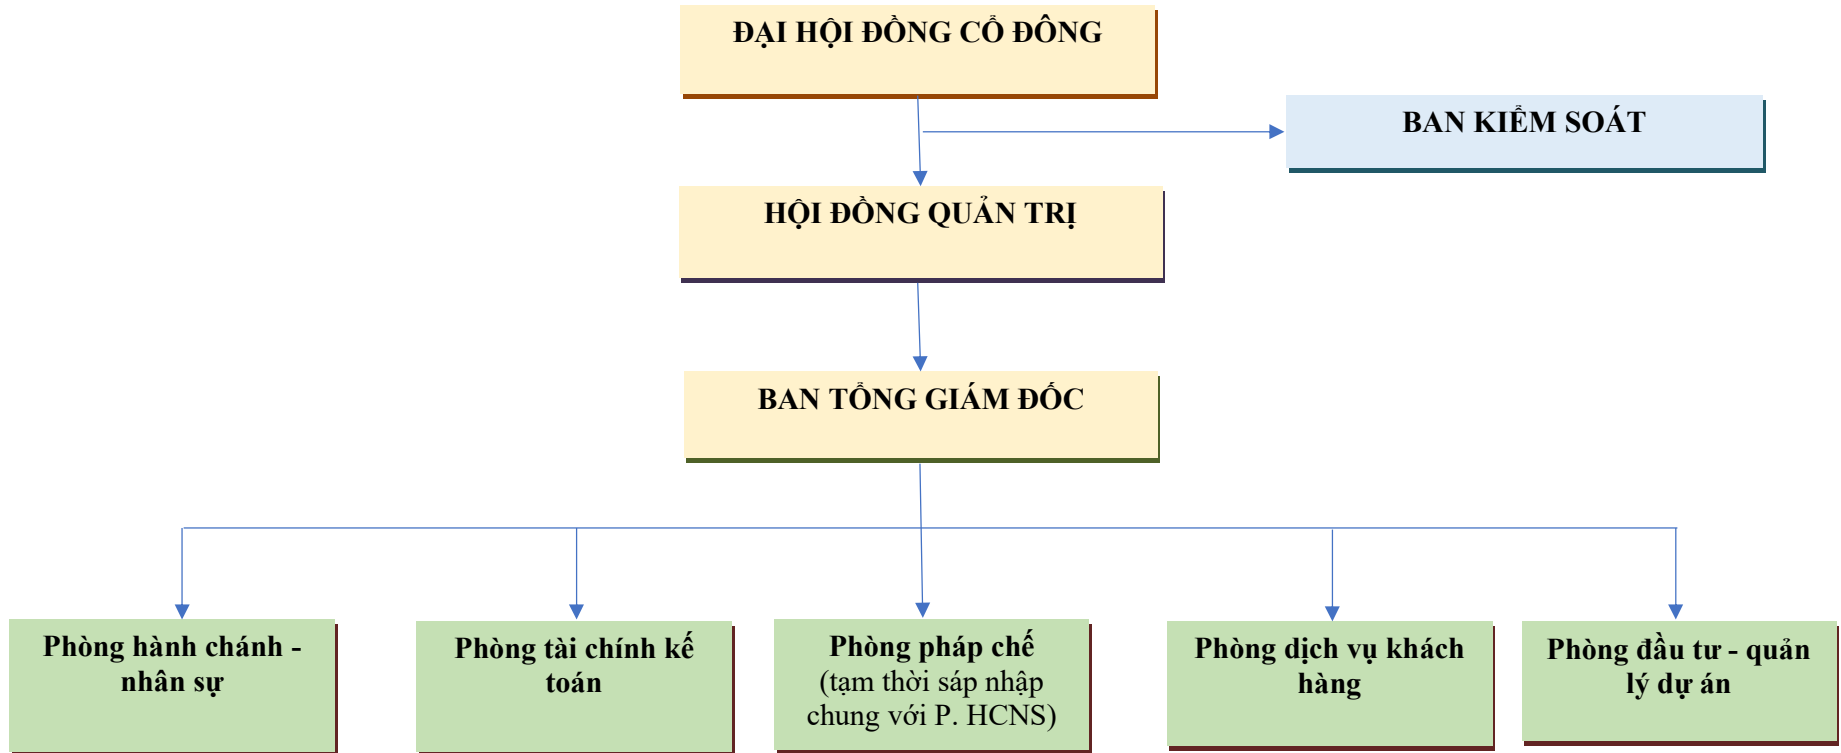 ĐẠI HỘI ĐỒNG CỔ ĐÔNG
BAN KIỂM SOÁT
HỘI ĐỒNG QUẢN TRỊ
BAN TỔNG GIÁM ĐỐC
Phòng hành chánh -
nhân sự
Phòng tài chính kế
toán
Phòng pháp chế
(tạm thời sáp nhập
chung với P. HCNS)
Phòng dịch vụ khách
hàng
Phòng đầu tư - quản
lý dự án